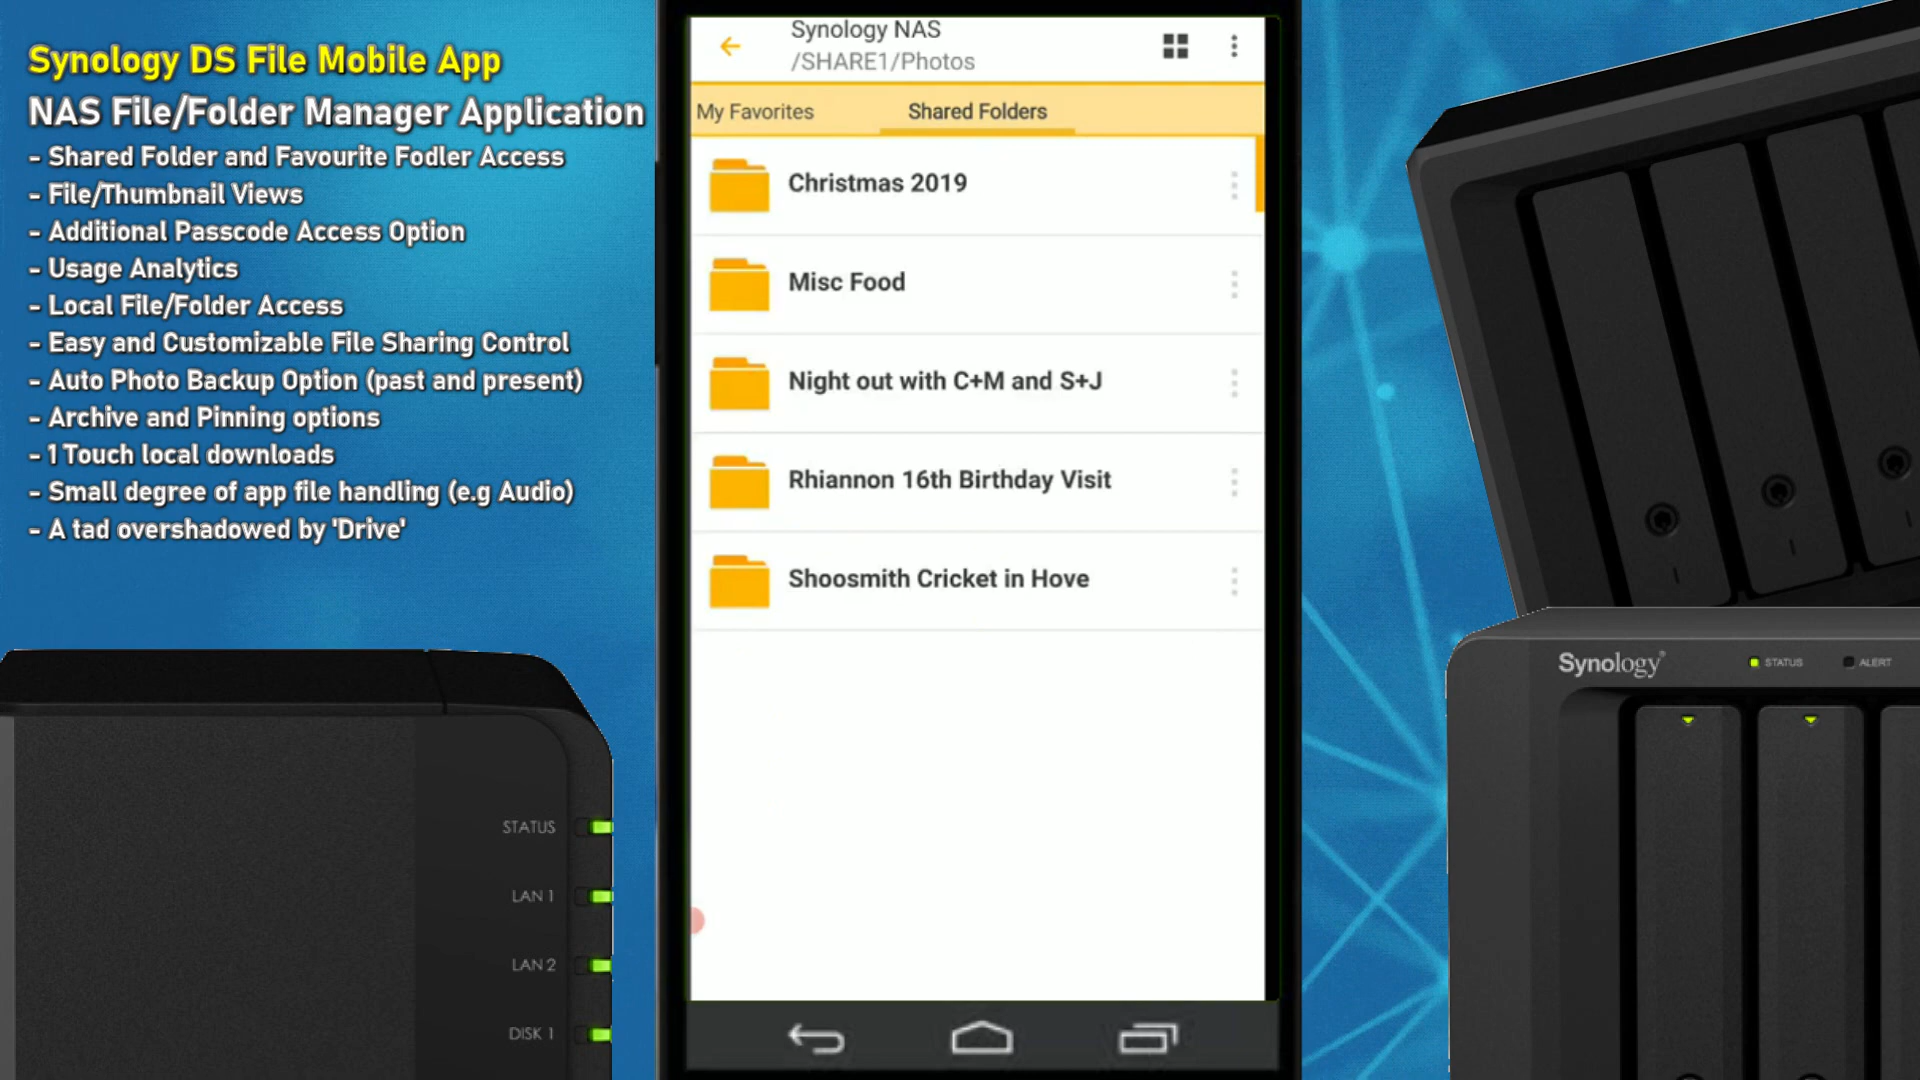 Synology DS File Mobile App
NAS File/Folder Manager Application
- Shared Folder and Favourite Fodler Access
- File/Thumbnail Views
- Additional Passcode Access Option
- Usage Analytics
- Local File/Folder Access
- Easy and Customizable File Sharing Control
- Auto Photo Backup Option (past and present)
- Archive and Pinning options
- 1 Touch local downloads
- Small degree of app file handling (e.g Audio)
- A tad overshadowed by 'Drive'
Synology NAS
/SHARE1/Photos
My Favorites
Shared Folders
Christmas 2019
Misc Food
Night out with C+M and S+J
Rhiannon 16th Birthday Visit
Shoosmith Cricket in Hove
STATUS
LAN 1
LAN 2
DISK 1
Synology®
STATUS
ALERT